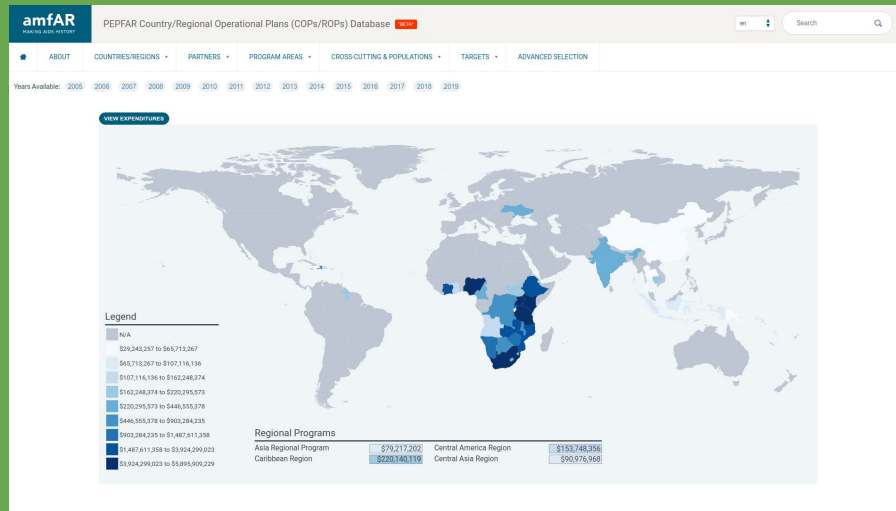 amfAR
MAKING AIDS HISTORY
PEPFAR Country/Regional Operational Plans (COPs/ROPs) Database *BETA*
en
Search
ABOUT
COUNTRIES/REGIONS
PARTNERS
PROGRAM AREAS
CROSS-CUTTING & POPULATIONS
TARGETS
ADVANCED SELECTION
Years Available: 2005 2006 2007 2008 2009 2010 2011 2012 2013 2014 2015 2016 2017 2018 2019
VIEW EXPENDITURES
Legend
N/A
$29,243,257 to $65,713,267
$65,713,267 to $107,116,136
$107,116,136 to $162,248,374
$162,248,374 to $220,295,573
$220,295,573 to $446,555,378
$446,555,378 to $903,284,235
$903,284,235 to $1,487,611,358
$1,487,611,358 to $3,924,299,023
$3,924,299,023 to $5,895,909,229
Regional Programs
Asia Regional Program $79,217,202 Central America Region $153,748,356
Caribbean Region $220,140,119 Central Asia Region $90,976,968